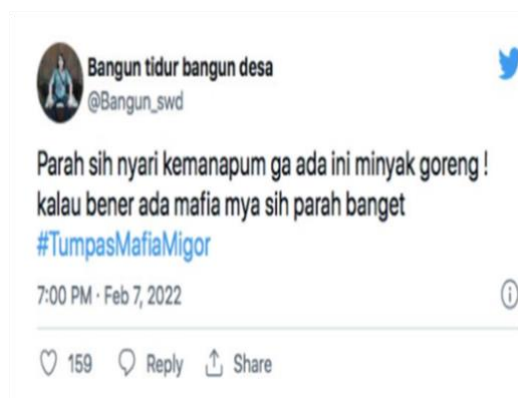 Bangun tidur bangun desa
@Bangun_swd
Parah sih nyari kemanapum ga ada ini minyak goreng !
kalau bener ada mafia mya sih parah banget
#TumpasMafiaMigor
7:00 PM · Feb 7, 2022
159 Reply Share